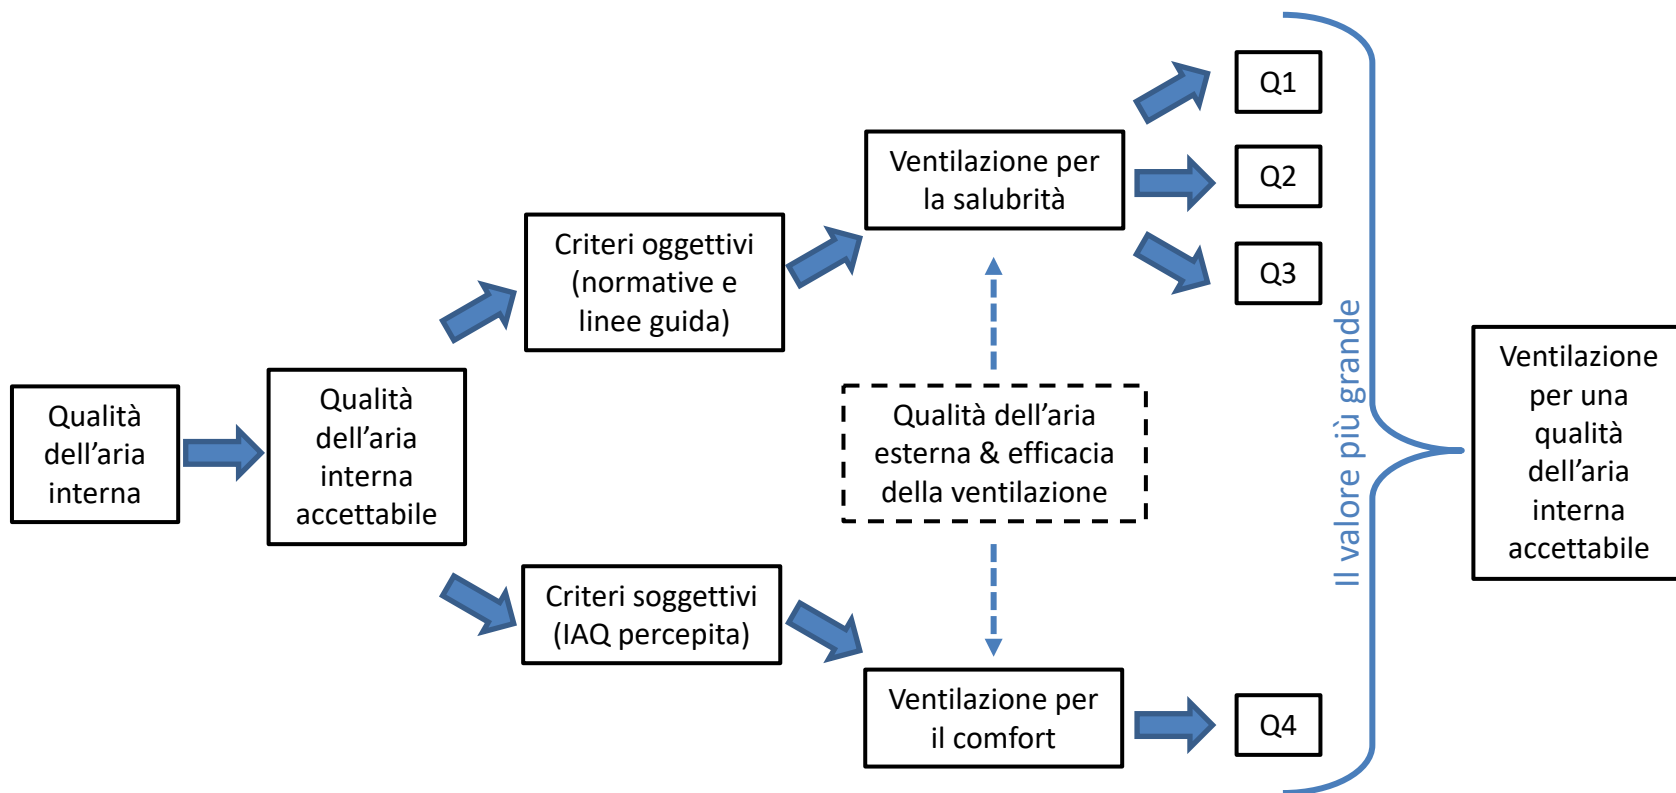 Qualità
dell’aria
interna
Qualità
dell’aria
interna
accettabile
Criteri oggettivi
(normative e
linee guida)
Criteri soggettivi
(IAQ percepita)
Ventilazione per
la salubrità
Qualità dell’aria
esterna & efficacia
della ventilazione
Ventilazione per
il comfort
Q1
Q2
Q3
Q4
Il valore più grande
Ventilazione
per una
qualità
dell’aria
interna
accettabile